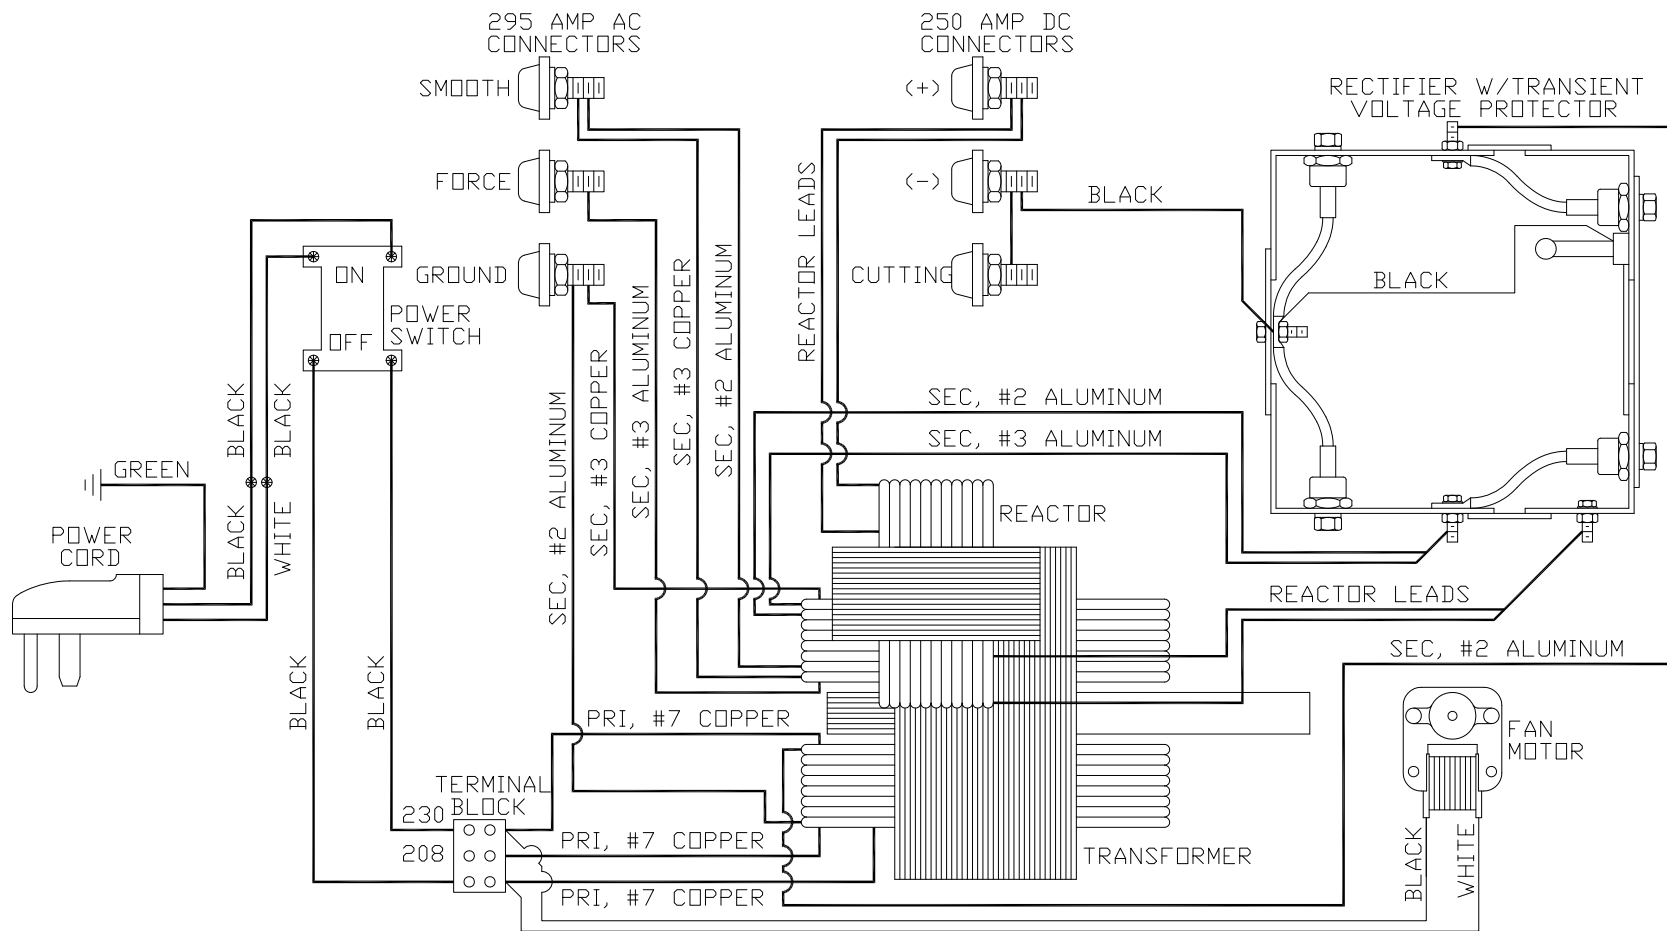 295 AMP AC
CONNECTORS
250 AMP DC
CONNECTORS
SMOOTH
(+)
RECTIFIER W/TRANSIENT
VOLTAGE PROTECTOR
FORCE
(-)
BLACK
GROUND
CUTTING
BLACK
ON
OFF
POWER
SWITCH
REACTOR LEADS
SEC, #2 ALUMINUM
SEC, #3 COPPER
SEC, #3 ALUMINUM
SEC, #3 COPPER
SEC, #2 ALUMINUM
SEC, #2 ALUMINUM
SEC, #3 ALUMINUM
BLACK
BLACK
GREEN
BLACK
WHITE
POWER
CORD
REACTOR
REACTOR LEADS
SEC, #2 ALUMINUM
BLACK
BLACK
PRI, #7 COPPER
FAN
MOTOR
TERMINAL
BLOCK
230
208
PRI, #7 COPPER
PRI, #7 COPPER
TRANSFORMER
BLACK
WHITE